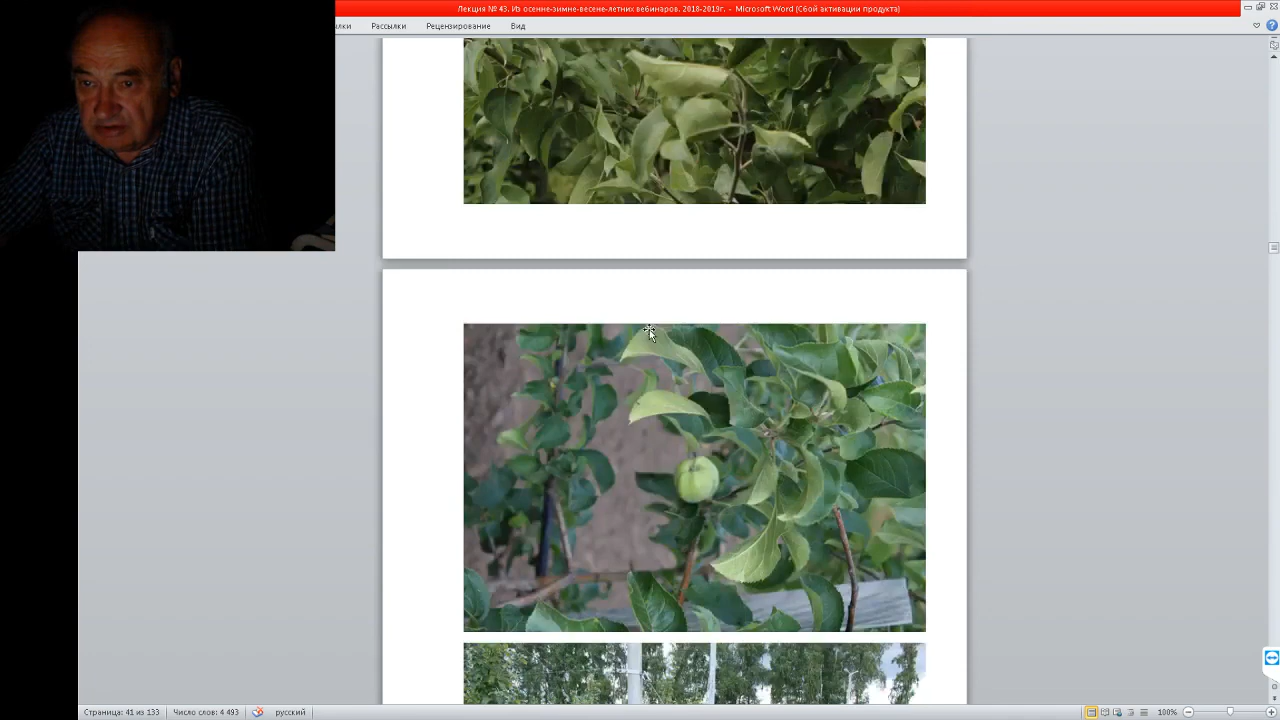 Лекция № 43. Из осенне-зимне-весене-летних вебинаров. 2018-2019г. - Microsoft Word (Сбой активации продукта)
Рассылки Рецензирование Вид
Страница: 41 из 133 Число слов: 4 493 русский 100%